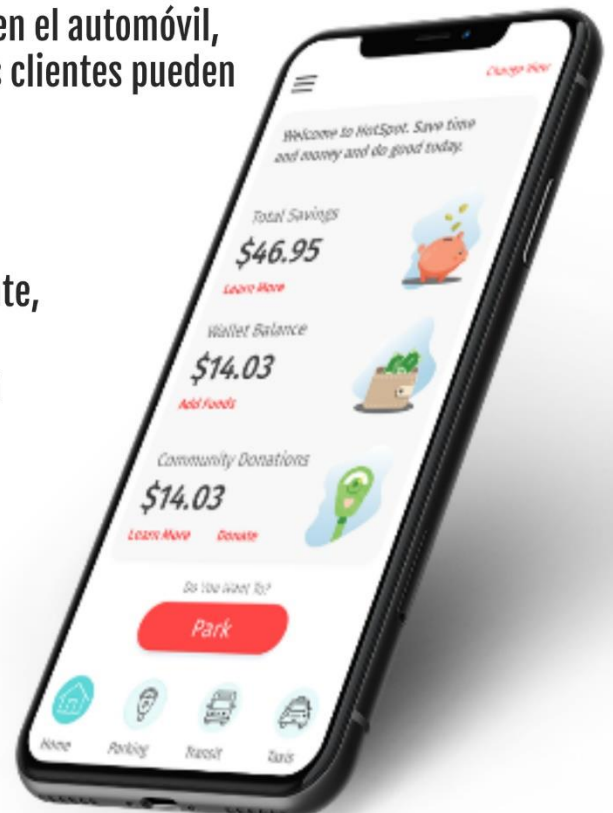 en el automóvil,
clientes pueden
te,
Change View
Welcome to HotSpot. Save time
and money and do good today.
Total Savings
$46.95
Learn More
Wallet Balance
$14.03
Add Funds
Community Donations
$14.03
Learn More Donate
Do You Want To?
Park
Home Parking Transit Taxis